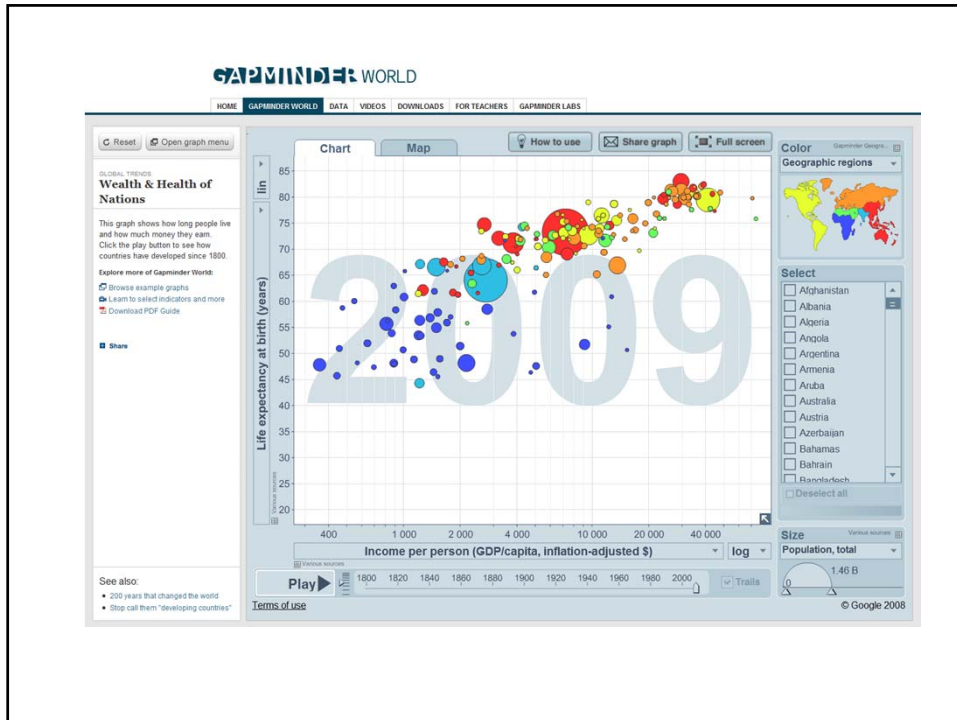 GAPMINDER WORLD
HOME GAPMINDER WORLD DATA VIDEOS DOWNLOADS FOR TEACHERS GAPMINDER LABS
Reset Open graph menu
GLOBAL TRENDS
Wealth & Health of
Nations
This graph shows how long people live
and how much money they earn.
Click the play button to see how
countries have developed since 1800.
Explore more of Gapminder World:
Browse example graphs
Learn to select indicators and more
Download PDF Guide
Share
See also:
200 years that changed the world
Stop call them "developing countries"
Chart Map
How to use Share graph Full screen
lin
Life expectancy at birth (years)
Various sources
85
80
75
70
65
60
55
50
45
40
35
30
25
20
2009
400 1 000 2 000 4 000 10 000 20 000 40 000
Income per person (GDP/capita, inflation-adjusted $) log
Various sources
Play 1800 1820 1840 1860 1880 1900 1920 1940 1960 1980 2000 Trails
Terms of use
Color Gapminder Geogra...
Geographic regions
Select
Afghanistan
Albania
Algeria
Angola
Argentina
Armenia
Aruba
Australia
Austria
Azerbaijan
Bahamas
Bahrain
Bangladesh
Deselect all
Size Various sources
Population, total
1.46 B
0
© Google 2008